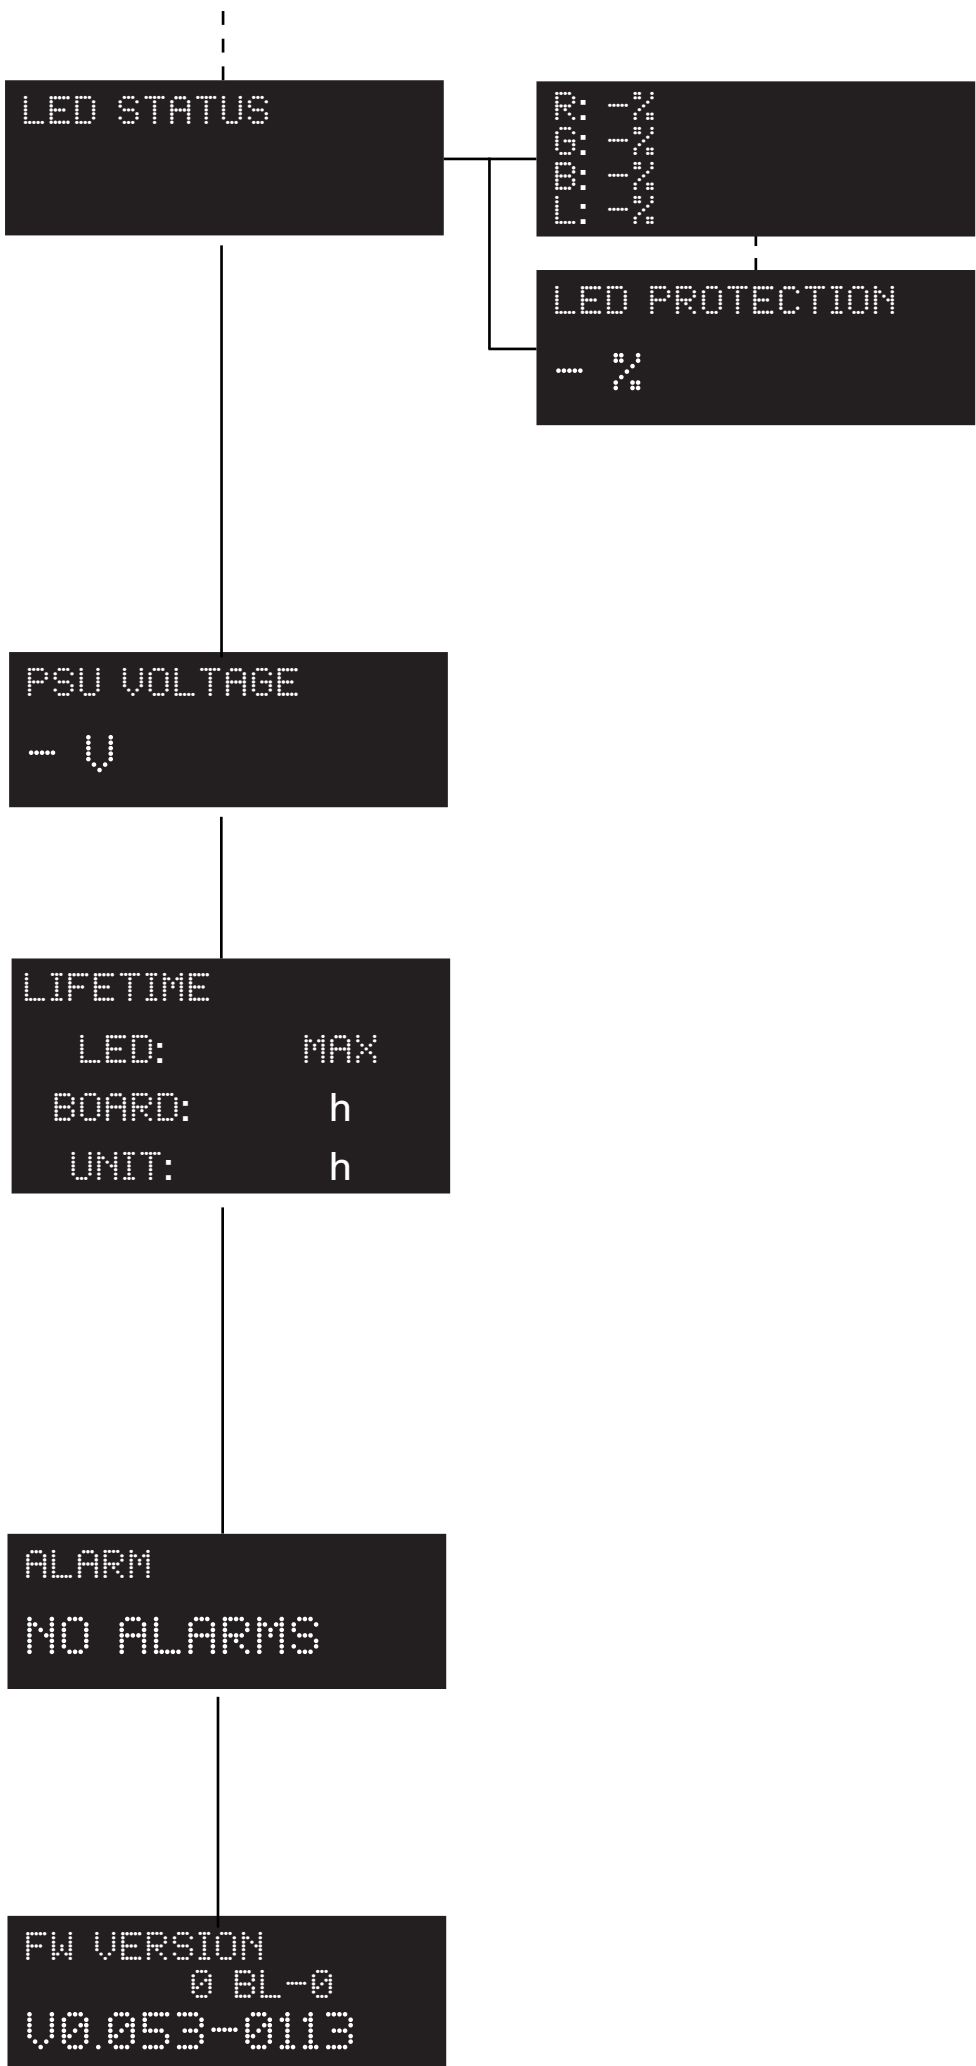 LED STATUS
R: -%
G: -%
B: -%
L: -%
LED PROTECTION
- %
PSU VOLTAGE
- V
LIFETIME
LED: MAX
BOARD: h
UNIT: h
ALARM
NO ALARMS
FW VERSION
0 BL-0
V0.053-0113